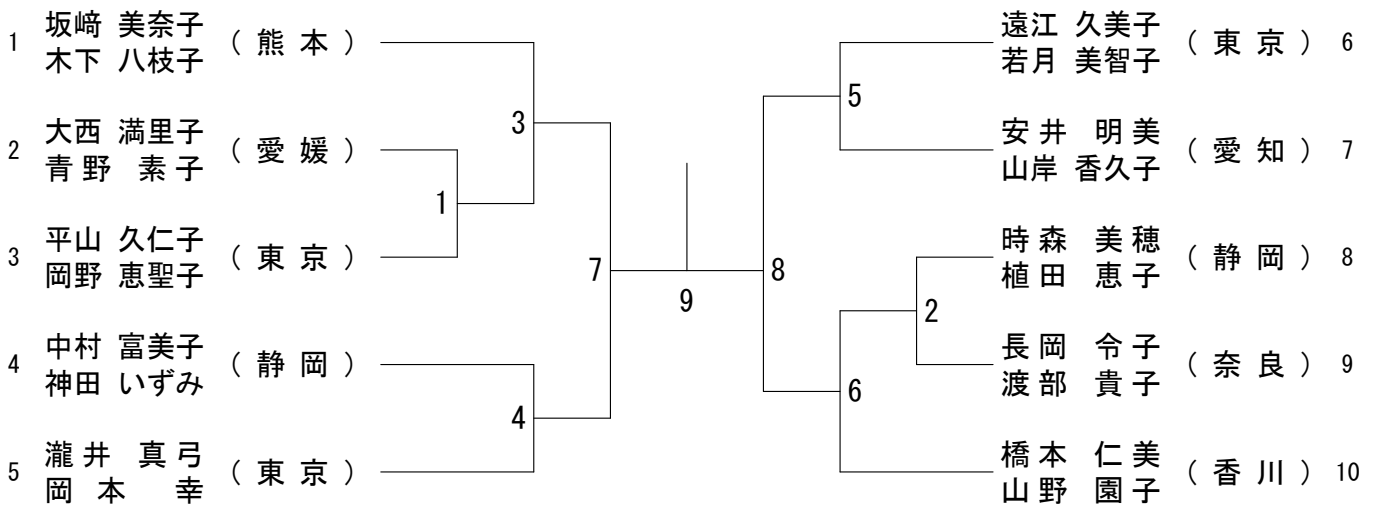 1 坂﨑 美奈子
木下 八枝子
( 熊 本 )
2 大西 満里子
青野 素子
( 愛 媛 )
3 平山 久仁子
岡野 恵聖子
( 東 京 )
4 中村 富美子
神田 いずみ
( 静 岡 )
5 瀧井 真弓
岡本 幸
( 東 京 )
3
1
7
4
9
8
5
2
6
遠江 久美子
若月 美智子
( 東 京 ) 6
安井 明美
山岸 香久子
( 愛 知 ) 7
時森 美穂
植田 恵子
( 静 岡 ) 8
長岡 令子
渡部 貴子
( 奈 良 ) 9
橋本 仁美
山野 園子
( 香 川 ) 10